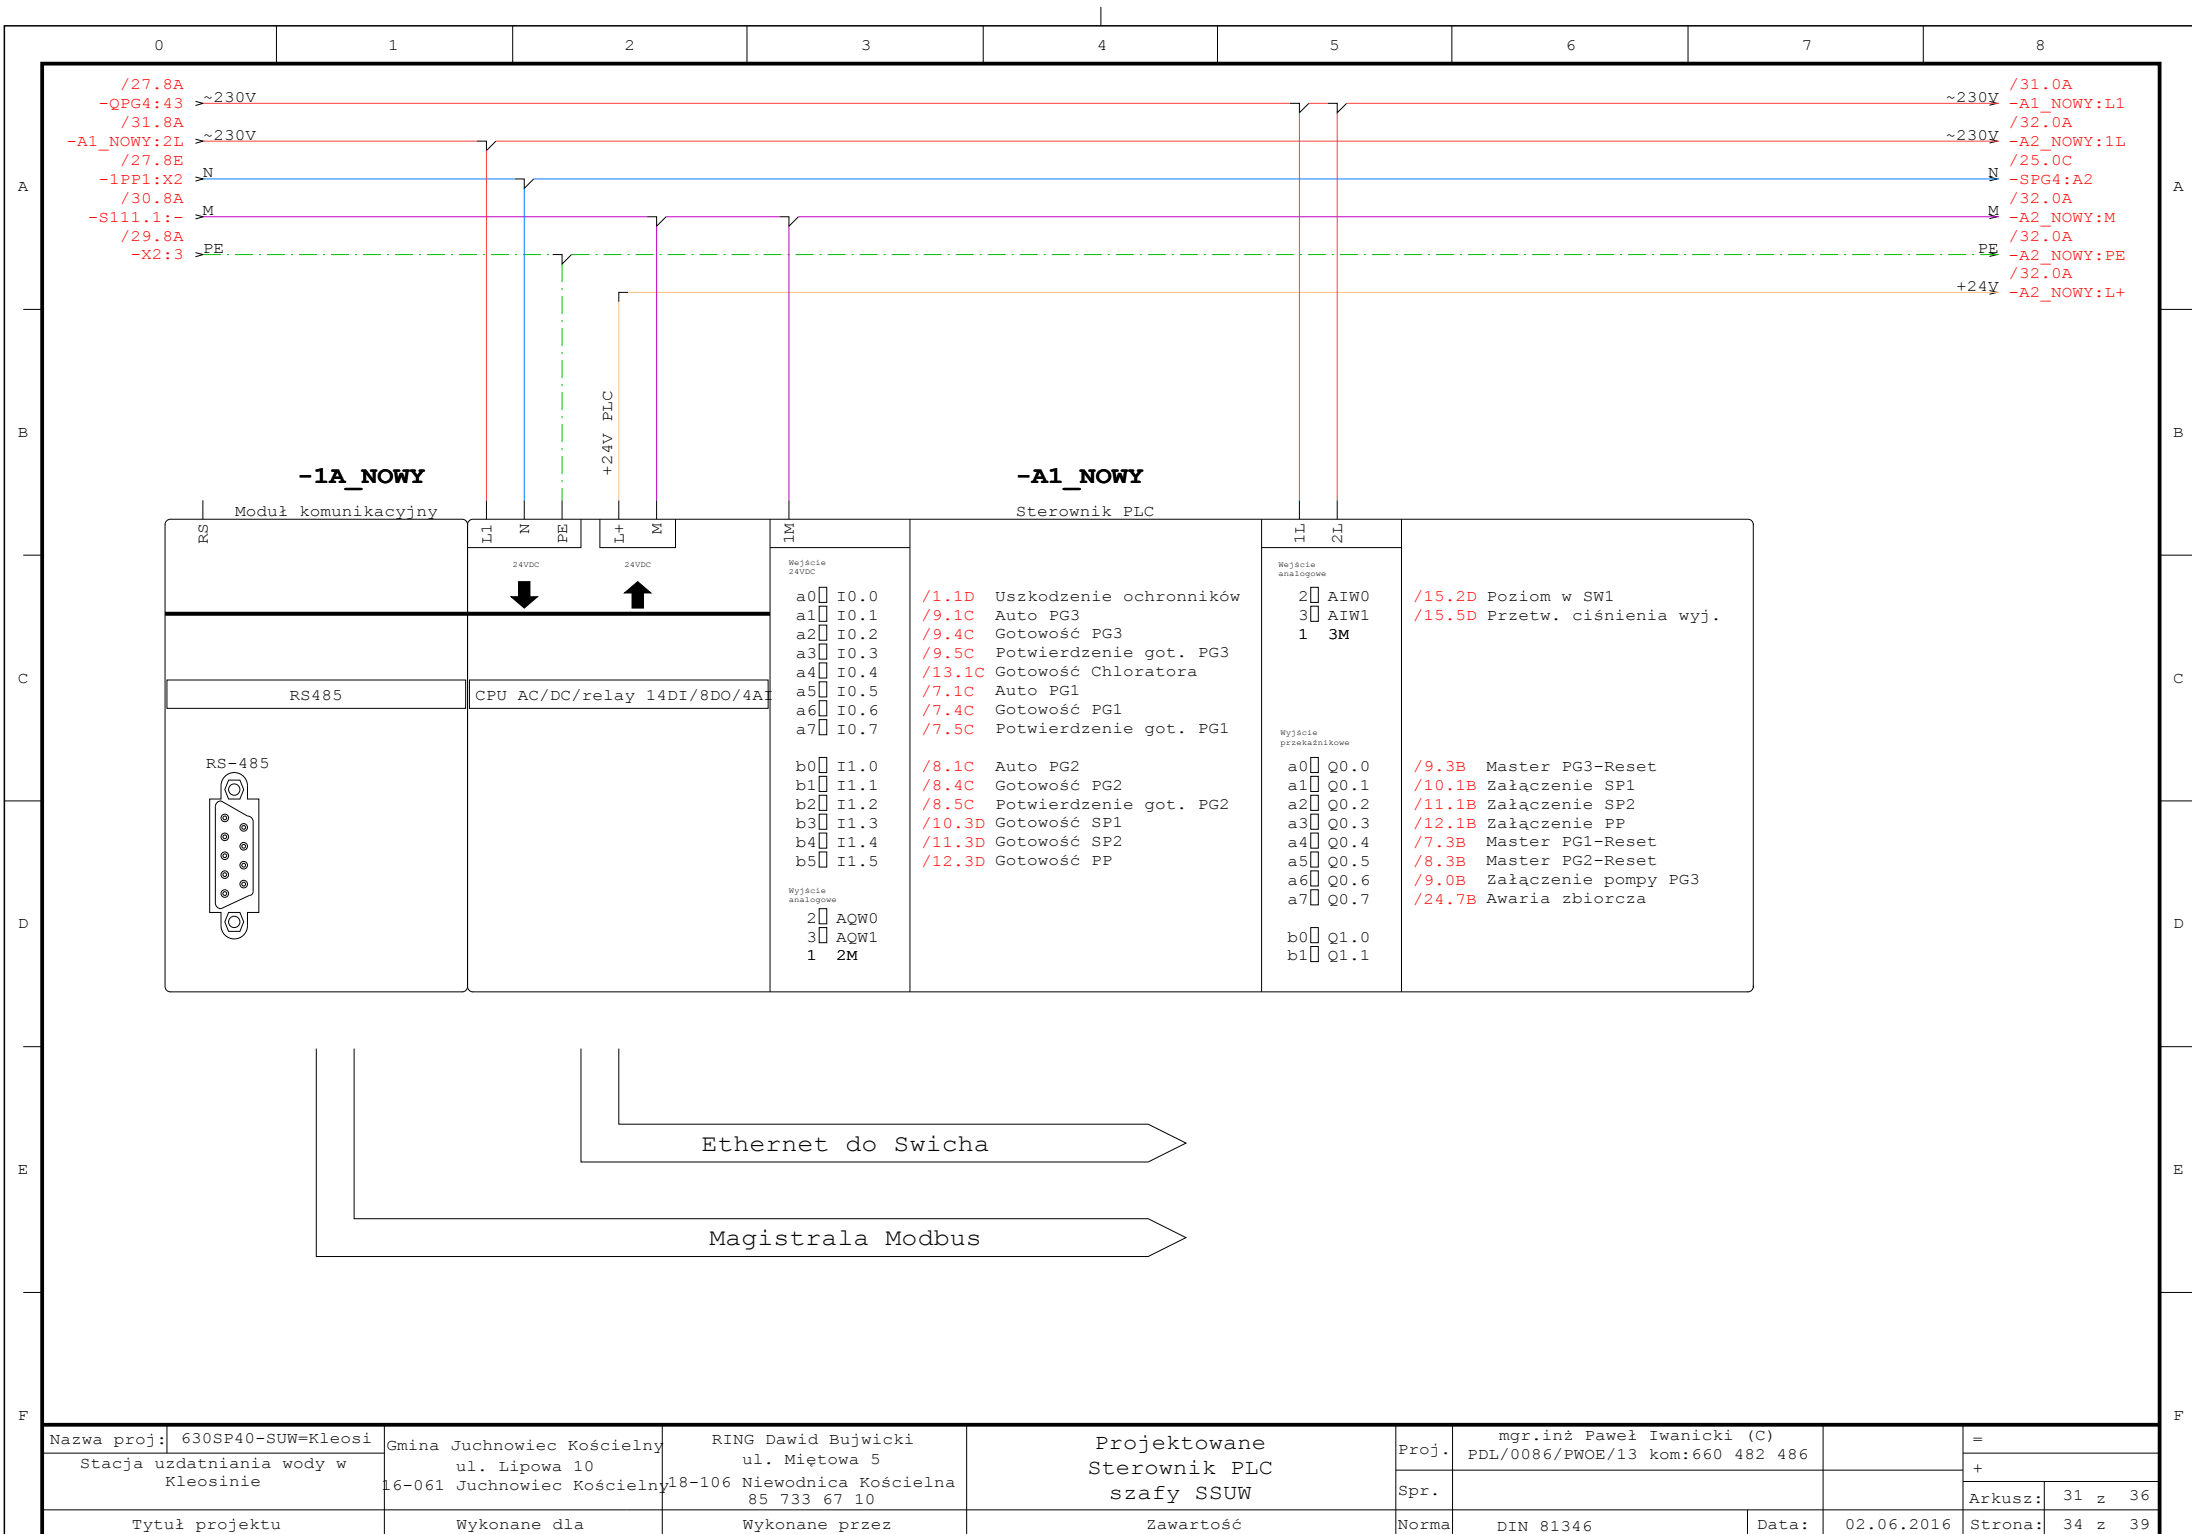 0 1 2 3 4 5 6 7 8
/27.8A
-QPG4:43 ~230V
/31.8A
-A1_NOWY:2L ~230V
/27.8E
-1PP1:X2 N
/30.8A
-S111.1:- M
/29.8A
-X2:3 PE
/31.0A
~230V -A1_NOWY:L1
/32.0A
~230V -A2_NOWY:1L
/25.0C
N -SPG4:A2
/32.0A
M -A2_NOWY:M
/32.0A
PE -A2_NOWY:PE
/32.0A
+24V -A2_NOWY:L+
A A
B B
C C
D D
E E
F F
+24V PLC
-1A_NOWY
Moduł komunikacyjny
-A1_NOWY
Sterownik PLC
RS L1 N PE L+ M 1M 1L 2L
24VDC 24VDC
RS485
CPU AC/DC/relay 14DI/8DO/4AI
RS-485
Wejście
24VDC
a0 I0.0 /1.1D Uszkodzenie ochronników
a1 I0.1 /9.1C Auto PG3
a2 I0.2 /9.4C Gotowość PG3
a3 I0.3 /9.5C Potwierdzenie got. PG3
a4 I0.4 /13.1C Gotowość Chloratora
a5 I0.5 /7.1C Auto PG1
a6 I0.6 /7.4C Gotowość PG1
a7 I0.7 /7.5C Potwierdzenie got. PG1
b0 I1.0 /8.1C Auto PG2
b1 I1.1 /8.4C Gotowość PG2
b2 I1.2 /8.5C Potwierdzenie got. PG2
b3 I1.3 /10.3D Gotowość SP1
b4 I1.4 /11.3D Gotowość SP2
b5 I1.5 /12.3D Gotowość PP
Wyjście
analogowe
2 AQW0
3 AQW1
1 2M
Wejście
analogowe
2 AIW0 /15.2D Poziom w SW1
3 AIW1 /15.5D Przetw. ciśnienia wyj.
1 3M
Wyjście
przekaźnikowe
a0 Q0.0 /9.3B Master PG3-Reset
a1 Q0.1 /10.1B Załączenie SP1
a2 Q0.2 /11.1B Załączenie SP2
a3 Q0.3 /12.1B Załączenie PP
a4 Q0.4 /7.3B Master PG1-Reset
a5 Q0.5 /8.3B Master PG2-Reset
a6 Q0.6 /9.0B Załączenie pompy PG3
a7 Q0.7 /24.7B Awaria zbiorcza
b0 Q1.0
b1 Q1.1
Ethernet do Swicha
Magistrala Modbus
Nazwa proj: 630SP40-SUW=Kleosi
Stacja uzdatniania wody w
Kleosinie
Tytuł projektu
Gmina Juchnowiec Kościelny
ul. Lipowa 10
16-061 Juchnowiec Kościelny
Wykonane dla
RING Dawid Bujwicki
ul. Miętowa 5
18-106 Niewodnica Kościelna
85 733 67 10
Wykonane przez
Projektowane
Sterownik PLC
szafy SSUW
Zawartość
Proj. mgr.inż Paweł Iwanicki (C)
PDL/0086/PWOE/13 kom:660 482 486
Spr.
Norma DIN 81346
Data: 02.06.2016
=
+
Arkusz: 31 z 36
Strona: 34 z 39